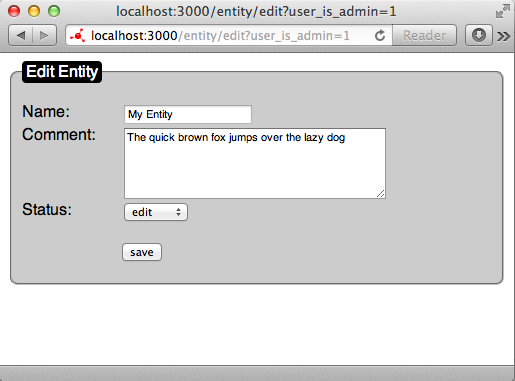 localhost:3000/entity/edit?user_is_admin=1
localhost:3000/entity/edit?user_is_admin=1 Reader
Edit Entity
Name: My Entity
Comment: The quick brown fox jumps over the lazy dog
Status: edit
save